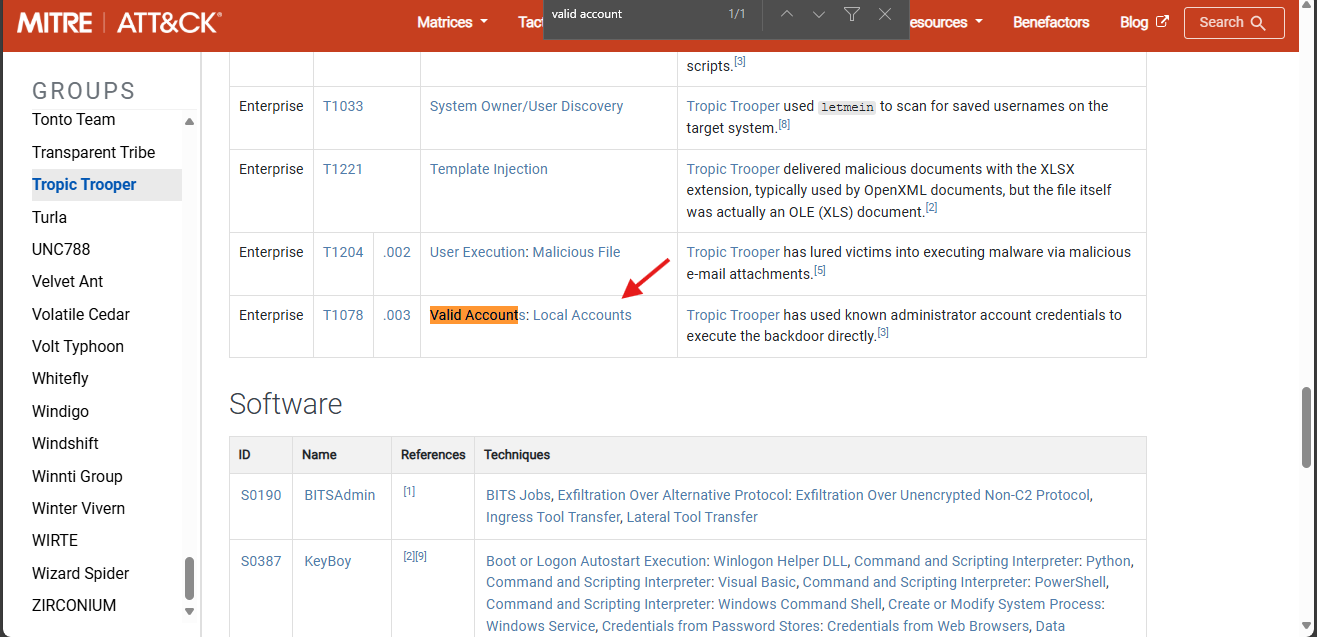 MITRE | ATT&CK®
Matrices
Tact
valid account
1/1
esources
Benefactors
Blog
Search
GROUPS
Tonto Team
Transparent Tribe
Tropic Trooper
Turla
UNC788
Velvet Ant
Volatile Cedar
Volt Typhoon
Whitefly
Windigo
Windshift
Winnti Group
Winter Vivern
WIRTE
Wizard Spider
ZIRCONIUM
scripts.[3]
Enterprise T1033 System Owner/User Discovery Tropic Trooper used letmein to scan for saved usernames on the
target system.[8]
Enterprise T1221 Template Injection Tropic Trooper delivered malicious documents with the XLSX
extension, typically used by OpenXML documents, but the file itself
was actually an OLE (XLS) document.[2]
Enterprise T1204 .002 User Execution: Malicious File Tropic Trooper has lured victims into executing malware via malicious
e-mail attachments.[5]
Enterprise T1078 .003 Valid Accounts: Local Accounts Tropic Trooper has used known administrator account credentials to
execute the backdoor directly.[3]
Software
ID Name References Techniques
S0190 BITSAdmin [1] BITS Jobs, Exfiltration Over Alternative Protocol: Exfiltration Over Unencrypted Non-C2 Protocol,
Ingress Tool Transfer, Lateral Tool Transfer
S0387 KeyBoy [2][9] Boot or Logon Autostart Execution: Winlogon Helper DLL, Command and Scripting Interpreter: Python,
Command and Scripting Interpreter: Visual Basic, Command and Scripting Interpreter: PowerShell,
Command and Scripting Interpreter: Windows Command Shell, Create or Modify System Process:
Windows Service, Credentials from Password Stores: Credentials from Web Browsers, Data